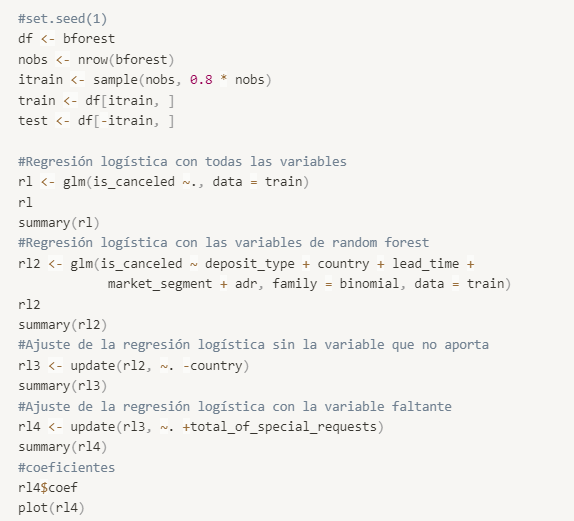 #set.seed(1)
df <- bforest
nobs <- nrow(bforest)
itrain <- sample(nobs, 0.8 * nobs)
train <- df[itrain, ]
test <- df[-itrain, ]
#Regresión logística con todas las variables
rl <- glm(is_canceled ~., data = train)
rl
summary(rl)
#Regresión logística con las variables de random forest
rl2 <- glm(is_canceled ~ deposit_type + country + lead_time +
market_segment + adr, family = binomial, data = train)
rl2
summary(rl2)
#Ajuste de la regresión logística sin la variable que no aporta
rl3 <- update(rl2, ~. -country)
summary(rl3)
#Ajuste de la regresión logística con la variable faltante
rl4 <- update(rl3, ~. +total_of_special_requests)
summary(rl4)
#coeficientes
rl4$coef
plot(rl4)